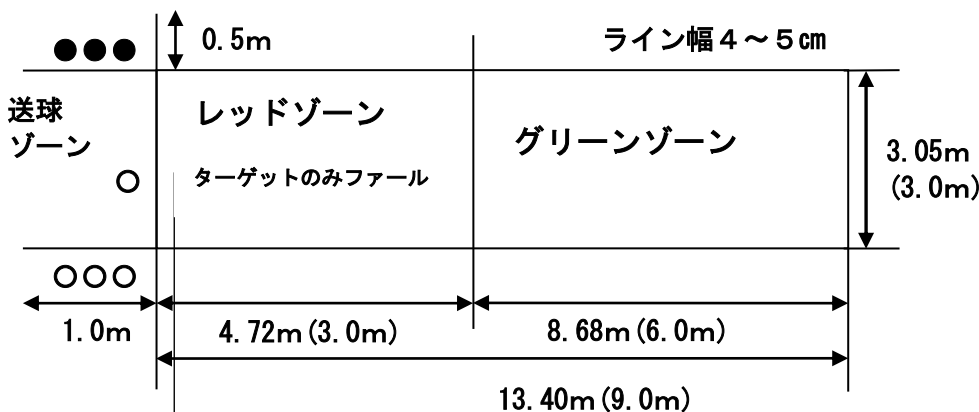 0.5m
ライン幅４～５㎝
送球
ゾーン
レッドゾーン
グリーンゾーン
ターゲットのみファール
3.05m
(3.0m)
1.0m
4.72m(3.0m)
8.68m(6.0m)
13.40m(9.0m)